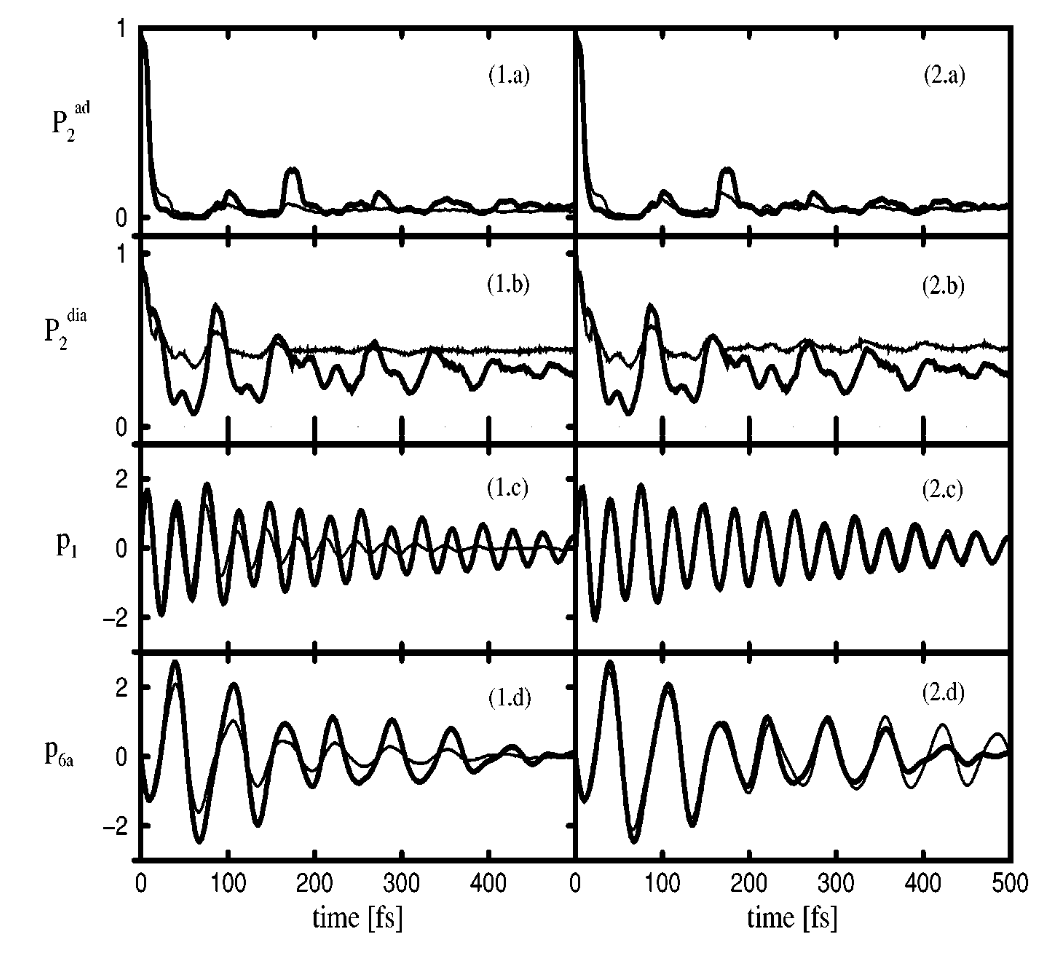 1
P₂ᵃᵈ
0
(1.a)
(2.a)
1
P₂ᵈⁱᵃ
0
(1.b)
(2.b)
2
p₁
0
−2
(1.c)
(2.c)
2
p₆ₐ
0
−2
(1.d)
(2.d)
0 100 200 300 400 0 100 200 300 400 500
time [fs] time [fs]